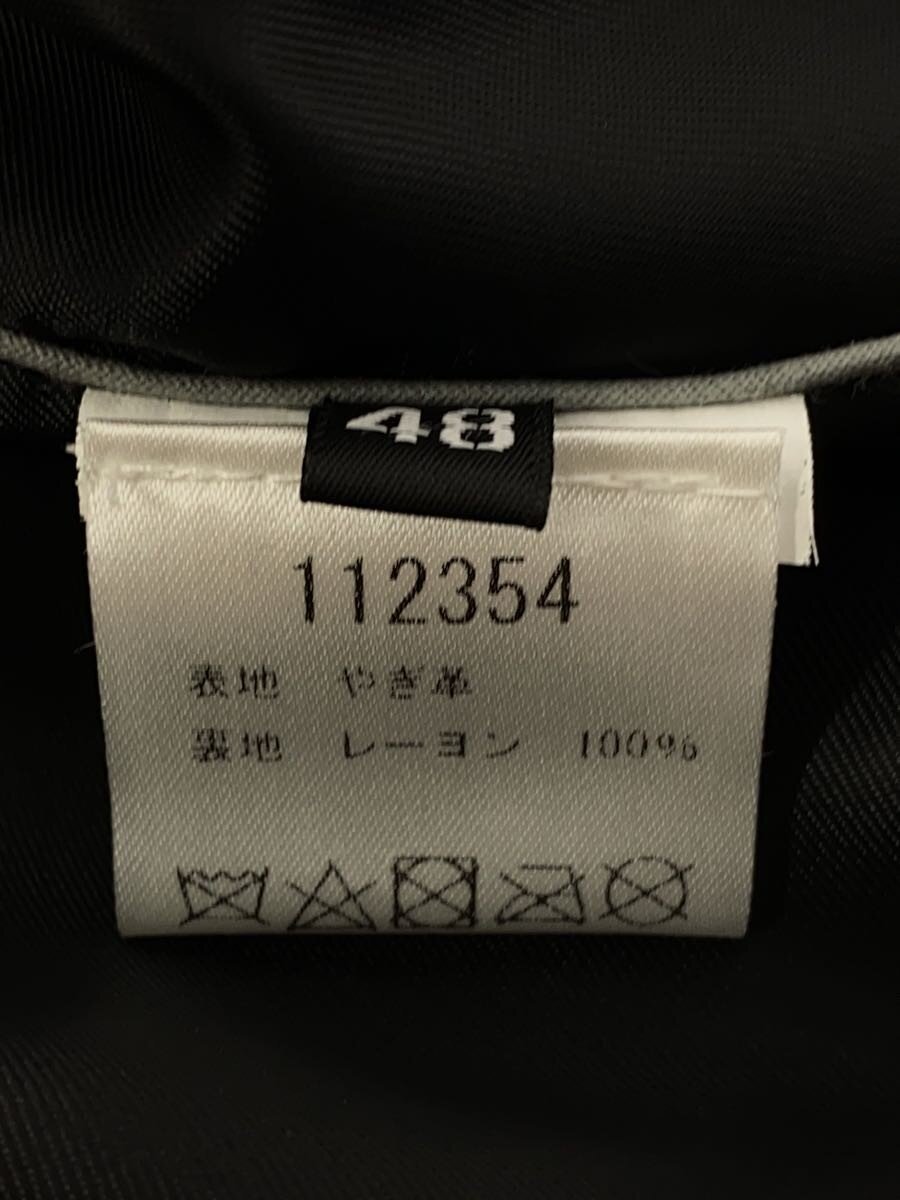 48
112354
表地 やぎ革
裏地 レーヨン 100%